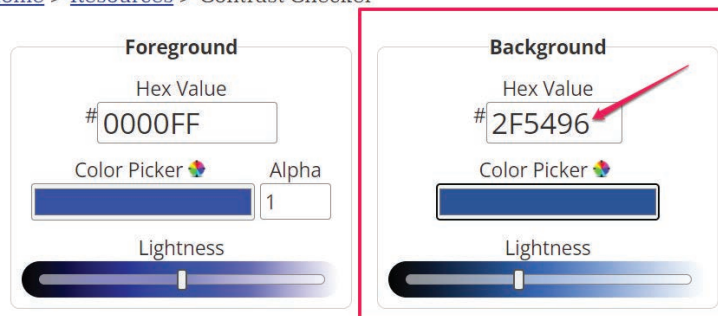 Home > Resources > Contrast Checker
Foreground
Hex Value
#0000FF
Color Picker Alpha
1
Lightness
Background
Hex Value
#2F5496
Color Picker
Lightness